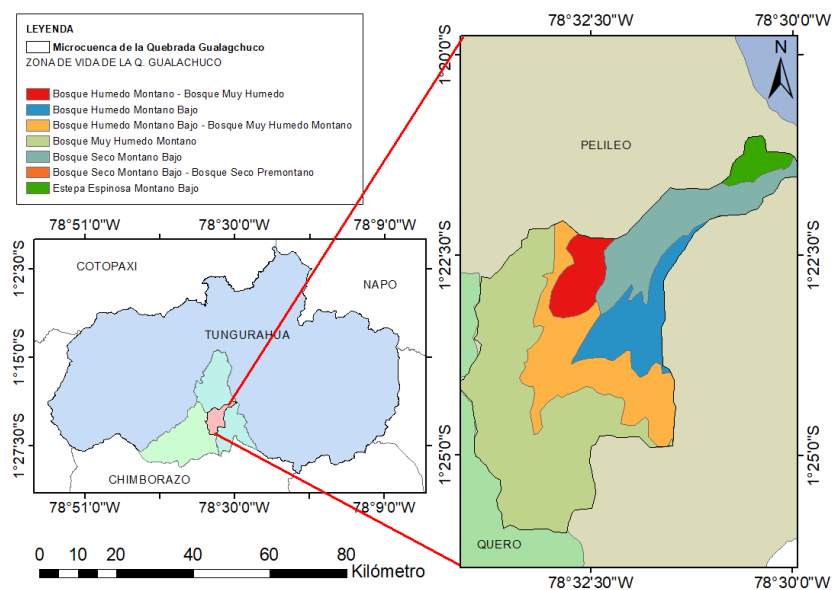 LEYENDA
Microcuenca de la Quebrada Gualagchuco
ZONA DE VIDA DE LA Q. GUALACHUCO
Bosque Humedo Montano - Bosque Muy Humedo
Bosque Humedo Montano Bajo
Bosque Humedo Montano Bajo - Bosque Muy Humedo Montano
Bosque Muy Humedo Montano
Bosque Seco Montano Bajo
Bosque Seco Montano Bajo - Bosque Seco Premontano
Estepa Espinosa Montano Bajo
78°51'0"W 78°30'0"W 78°9'0"W
1°2'30"S
1°15'0"S
1°27'30"S
COTOPAXI
NAPO
TUNGURAHUA
CHIMBORAZO
78°51'0"W 78°30'0"W 78°9'0"W
0 10 20 40 60 80
Kilómetro
78°32'30"W 78°30'0"W
1°20'0"S
1°22'30"S
1°25'0"S
N
PELILEO
1°22'30"S
1°25'0"S
QUERO
78°32'30"W 78°30'0"W